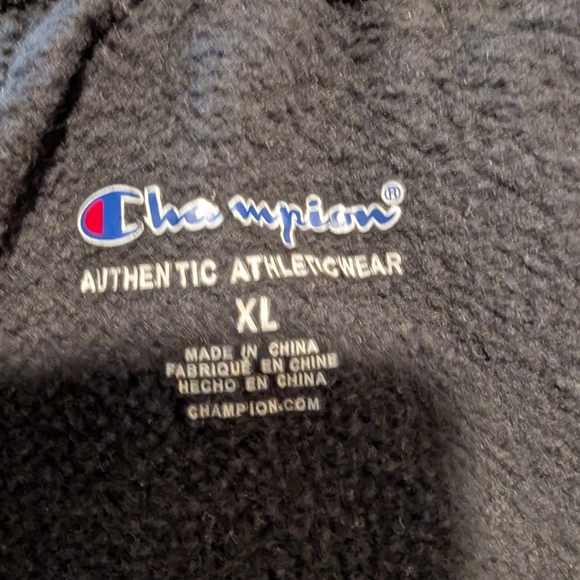 Champion®
AUTHENTIC ATHLETICWEAR
XL
MADE IN CHINA
FABRIQUÉ EN CHINE
HECHO EN CHINA
CHAMPION.COM